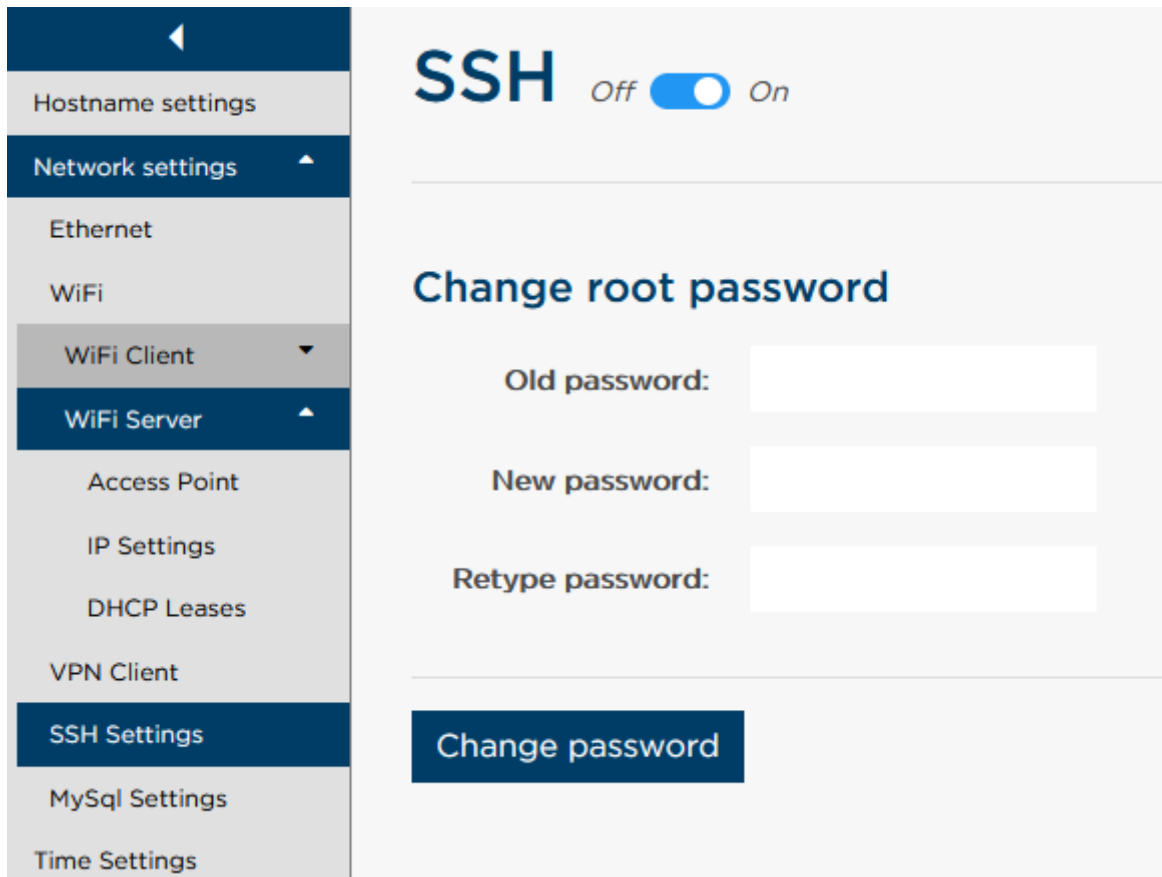 Hostname settings
Network settings
Ethernet
WiFi
WiFi Client
WiFi Server
Access Point
IP Settings
DHCP Leases
VPN Client
SSH Settings
MySql Settings
Time Settings
SSH Off On
Change root password
Old password:
New password:
Retype password:
Change password